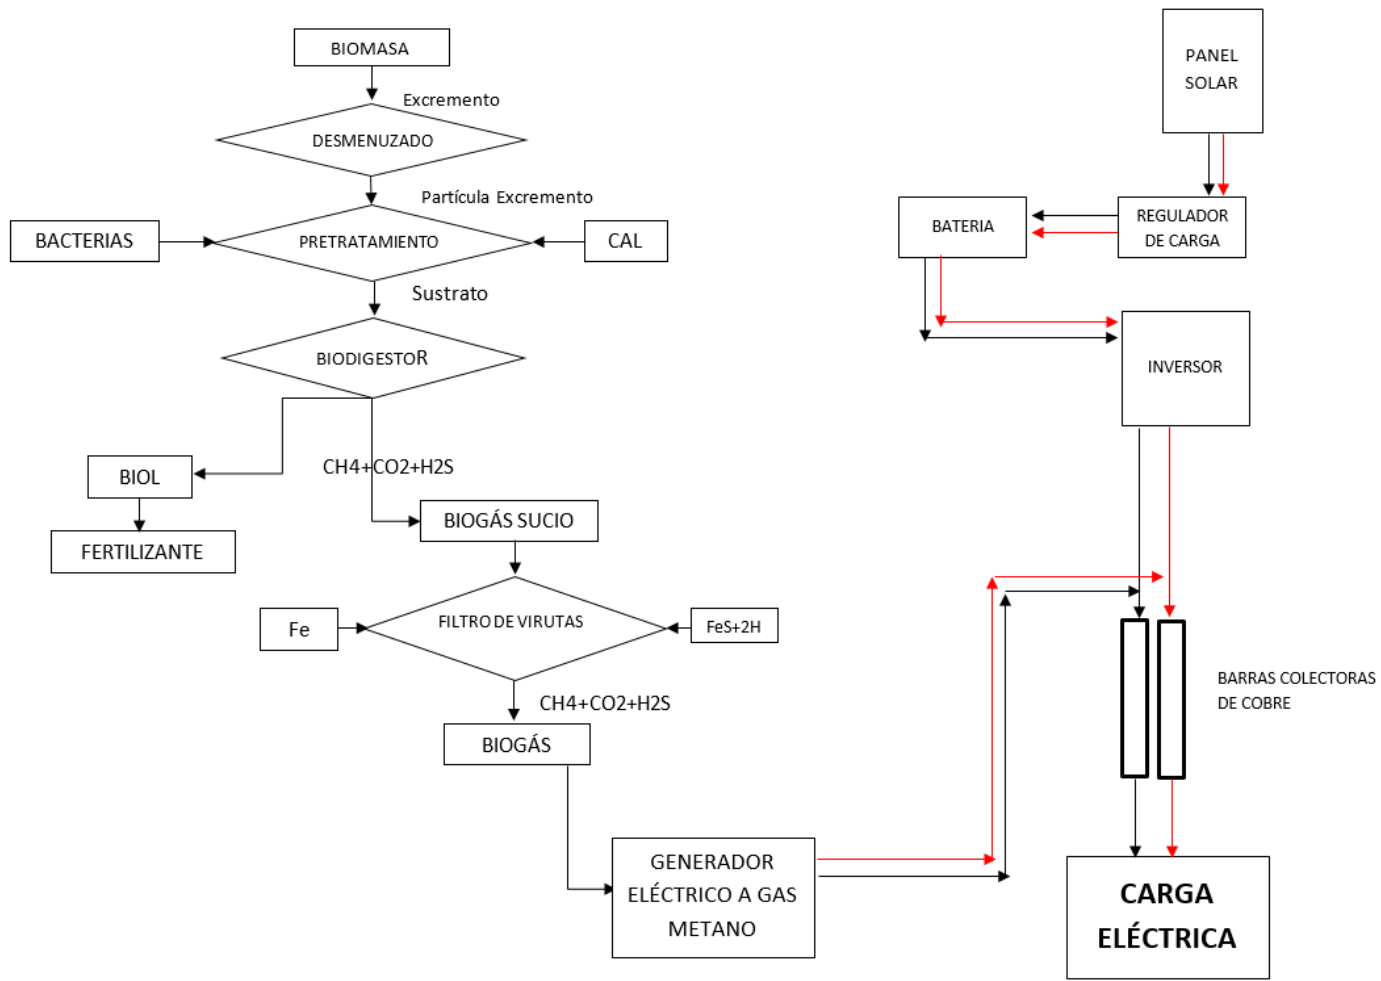 BIOMASA
Excremento
DESMENUZADO
Partícula Excremento
BACTERIAS
PRETRATAMIENTO
CAL
Sustrato
BIODIGESTOR
CH4+CO2+H2S
BIOL
FERTILIZANTE
BIOGÁS SUCIO
Fe
FILTRO DE VIRUTAS
FeS+2H
CH4+CO2+H2S
BIOGÁS
GENERADOR
ELÉCTRICO A GAS
METANO
PANEL
SOLAR
REGULADOR
DE CARGA
BATERIA
INVERSOR
BARRAS COLECTORAS
DE COBRE
CARGA
ELÉCTRICA